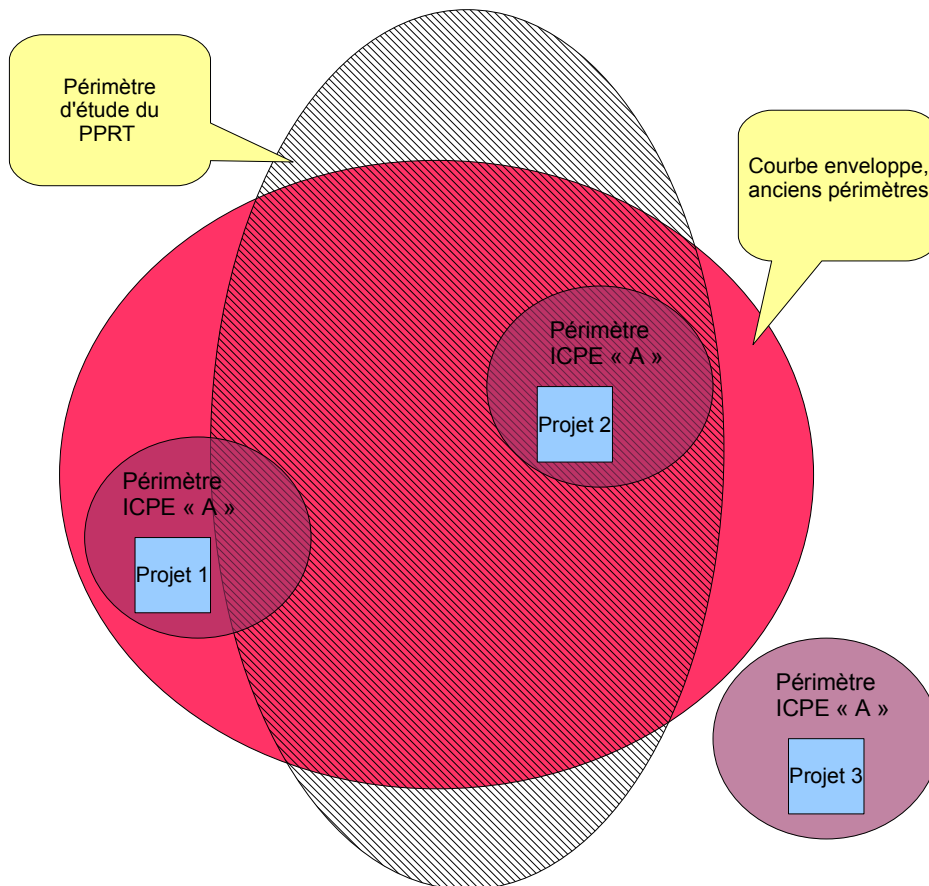 Périmètre
d'étude du
PPRT
Courbe enveloppe,
anciens périmètres
Périmètre
ICPE « A »
Projet 2
Périmètre
ICPE « A »
Projet 1
Périmètre
ICPE « A »
Projet 3